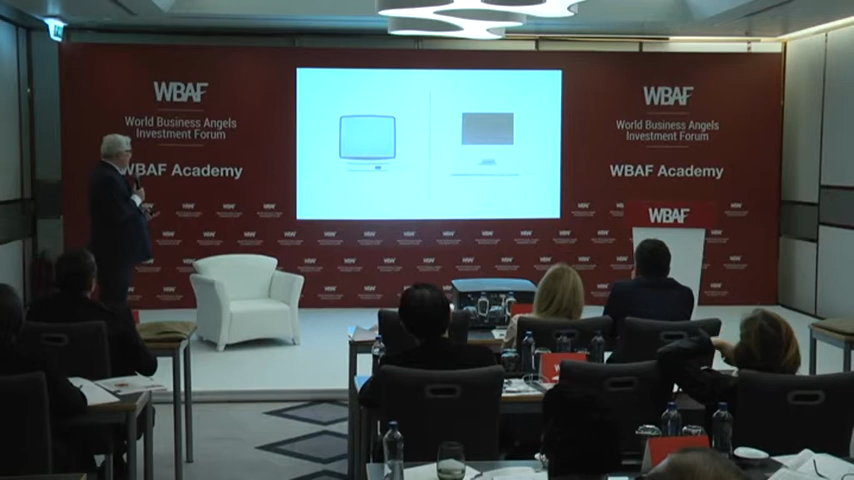 WBAF
World Business Angels
Investment Forum
WBAF Academy
WBAF
World Business Angels
Investment Forum
WBAF Academy
WBAF